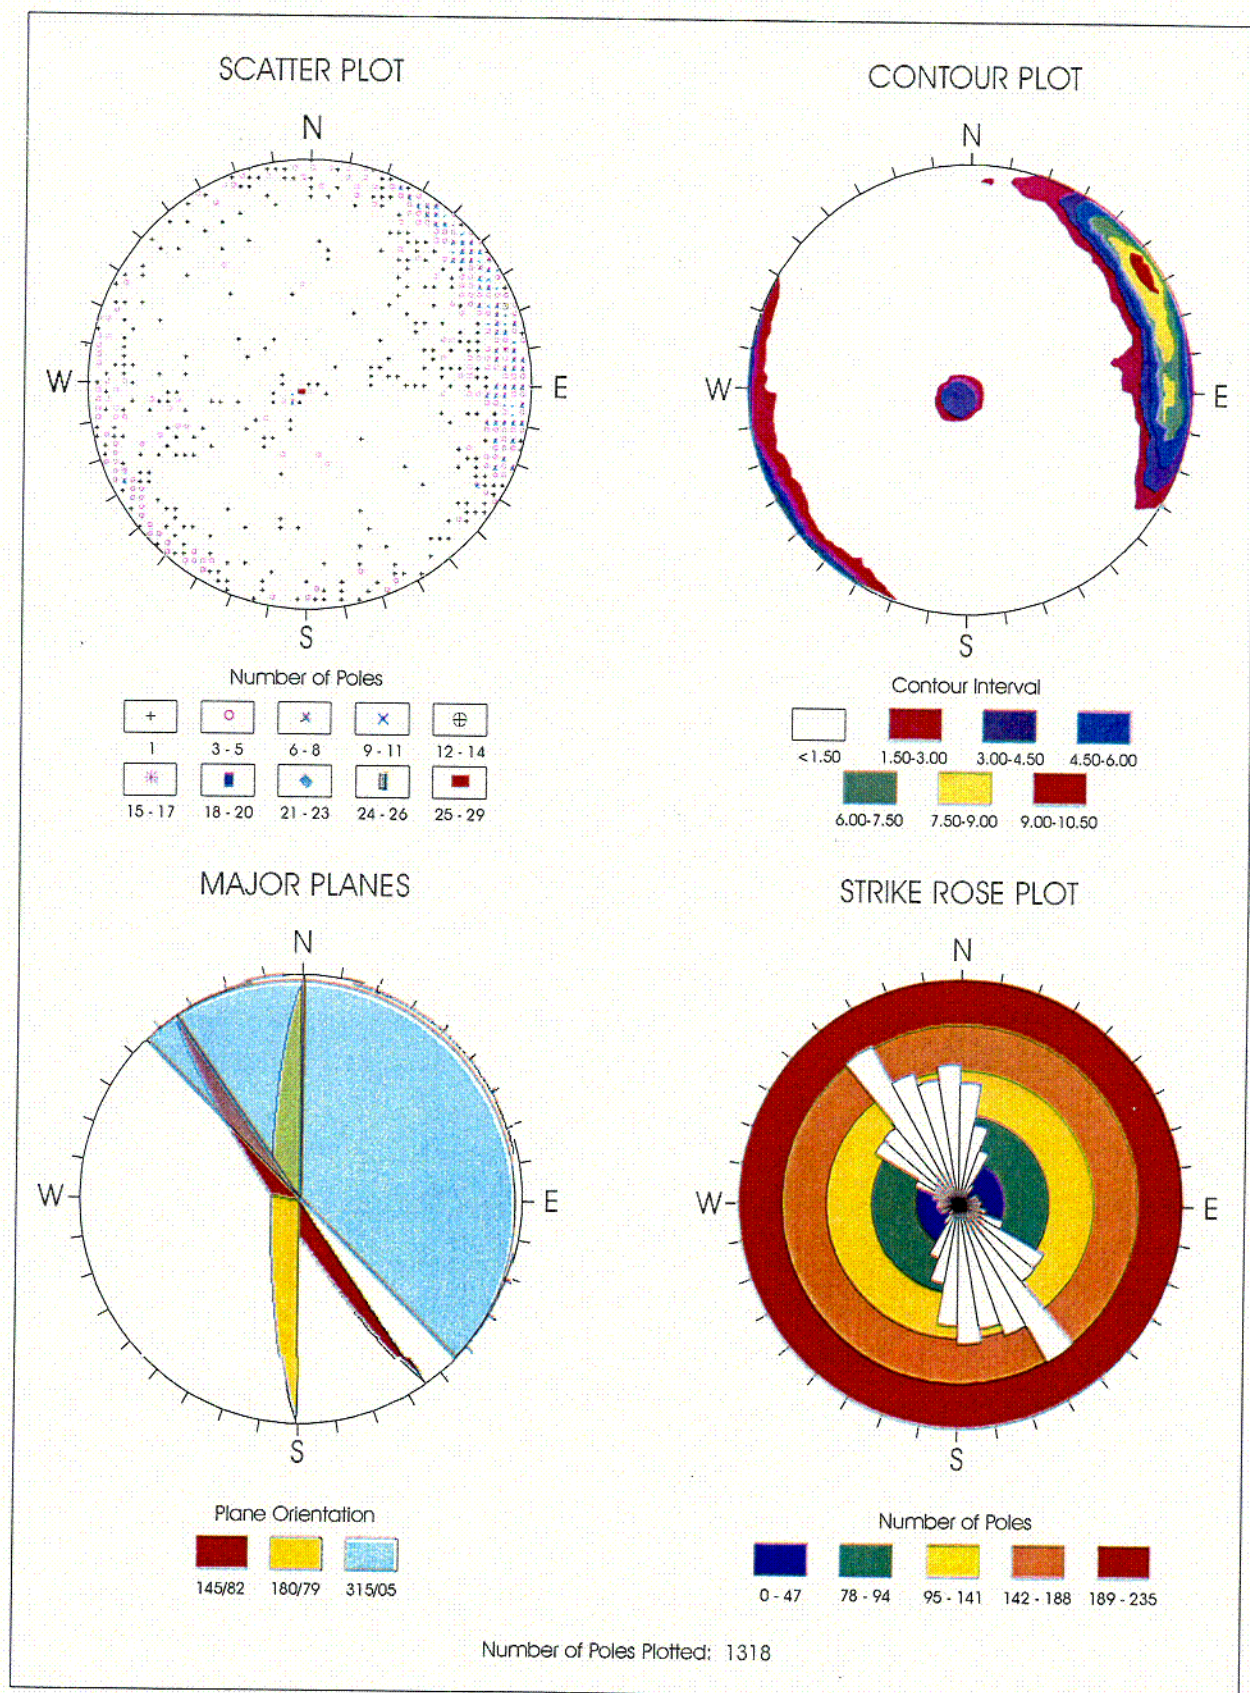 SCATTER PLOT
N
W
E
S
Number of Poles
1
3 - 5
6 - 8
9 - 11
12 - 14
15 - 17
18 - 20
21 - 23
24 - 26
25 - 29
CONTOUR PLOT
N
W
E
S
Contour Interval
<1.50
1.50-3.00
3.00-4.50
4.50-6.00
6.00-7.50
7.50-9.00
9.00-10.50
MAJOR PLANES
N
W
E
S
Plane Orientation
145/82
180/79
315/05
STRIKE ROSE PLOT
N
W
E
S
Number of Poles
0 - 47
78 - 94
95 - 141
142 - 188
189 - 235
Number of Poles Plotted: 1318